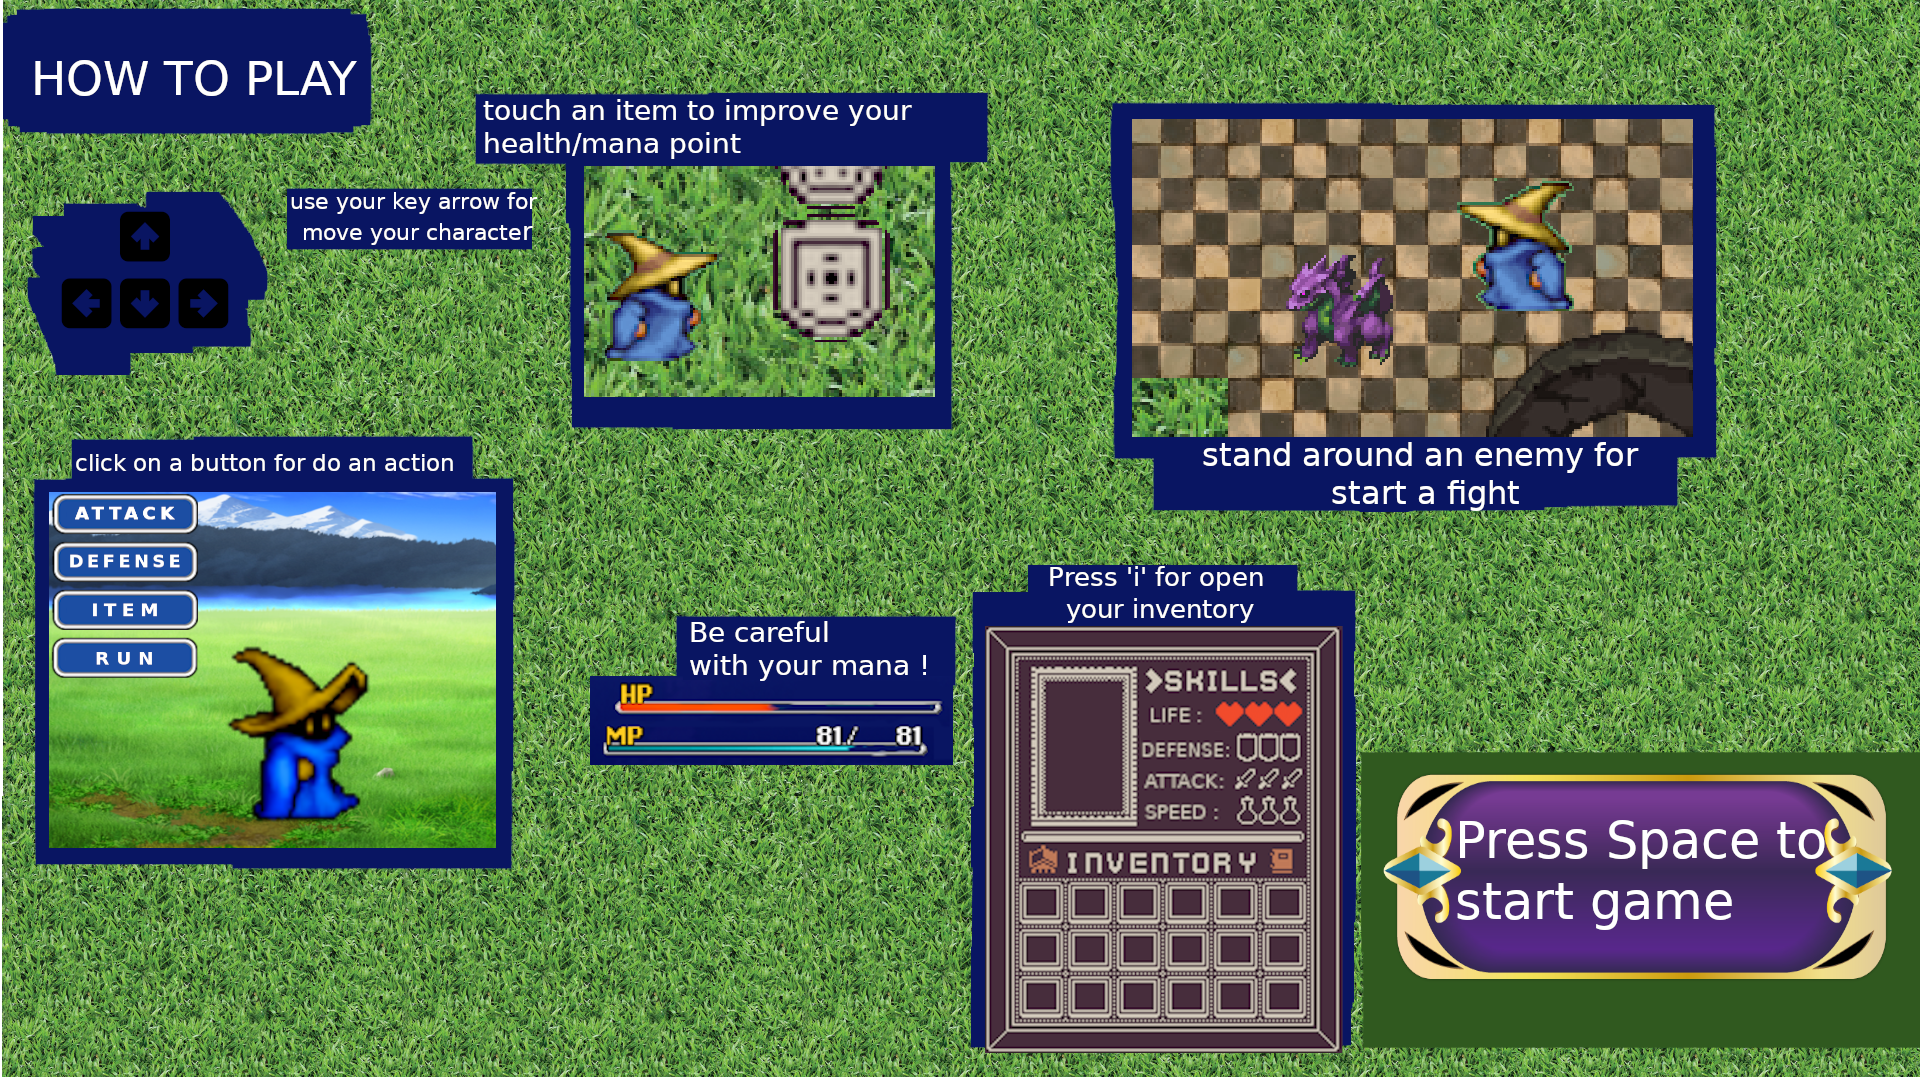 HOW TO PLAY
touch an item to improve your
health/mana point
use your key arrow for
move your character
stand around an enemy for
start a fight
click on a button for do an action
ATTACK
DEFENSE
ITEM
RUN
Be careful
with your mana !
HP
MP 81/ 81
Press 'i' for open
your inventory
SKILLS
LIFE :
DEFENSE:
ATTACK:
SPEED :
INVENTORY
Press Space to
start game